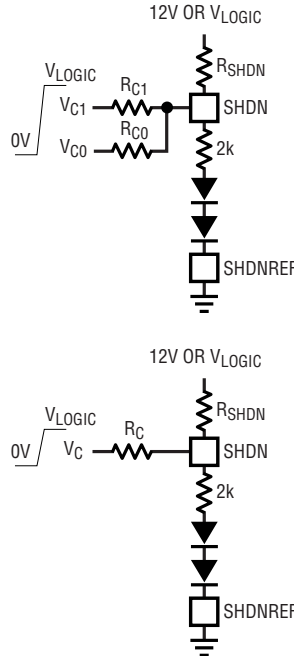 12V OR VLOGIC
RSHDN
VLOGIC
0V
VC1
RC1
SHDN
RC0
VC0
2k
SHDNREF
12V OR VLOGIC
RSHDN
VLOGIC
0V
VC
RC
SHDN
2k
SHDNREF